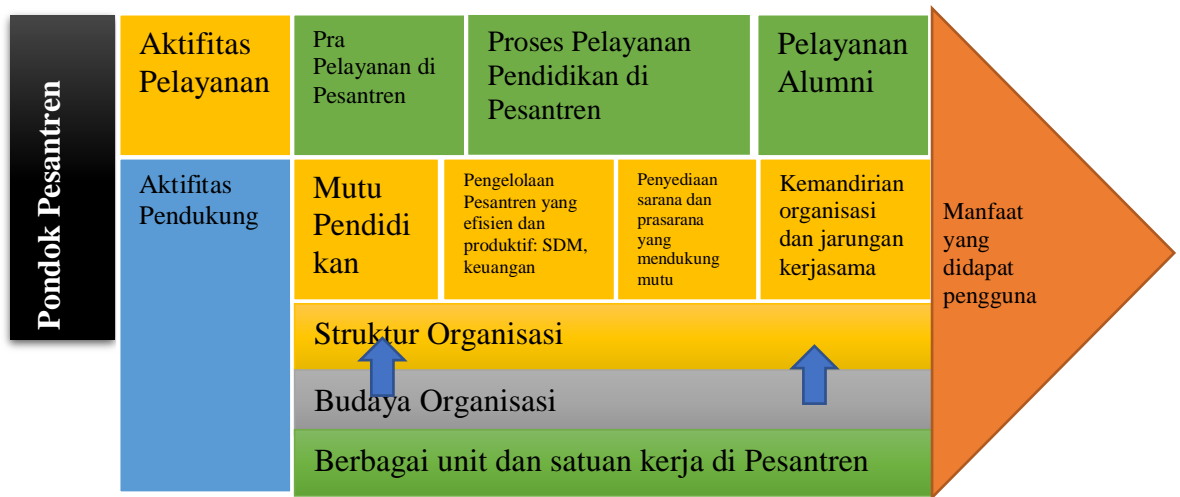 Pondok Pesantren
Aktifitas
Pelayanan
Pra
Pelayanan di
Pesantren
Proses Pelayanan
Pendidikan di
Pesantren
Pelayanan
Alumni
Aktifitas
Pendukung
Mutu
Pendidi
kan
Pengelolaan
Pesantren yang
efisien dan
produktif: SDM,
keuangan
Penyediaan
sarana dan
prasarana
yang
mendukung
mutu
Kemandirian
organisasi
dan jarungan
kerjasama
Manfaat
yang
didapat
pengguna
Struktur Organisasi
Budaya Organisasi
Berbagai unit dan satuan kerja di Pesantren